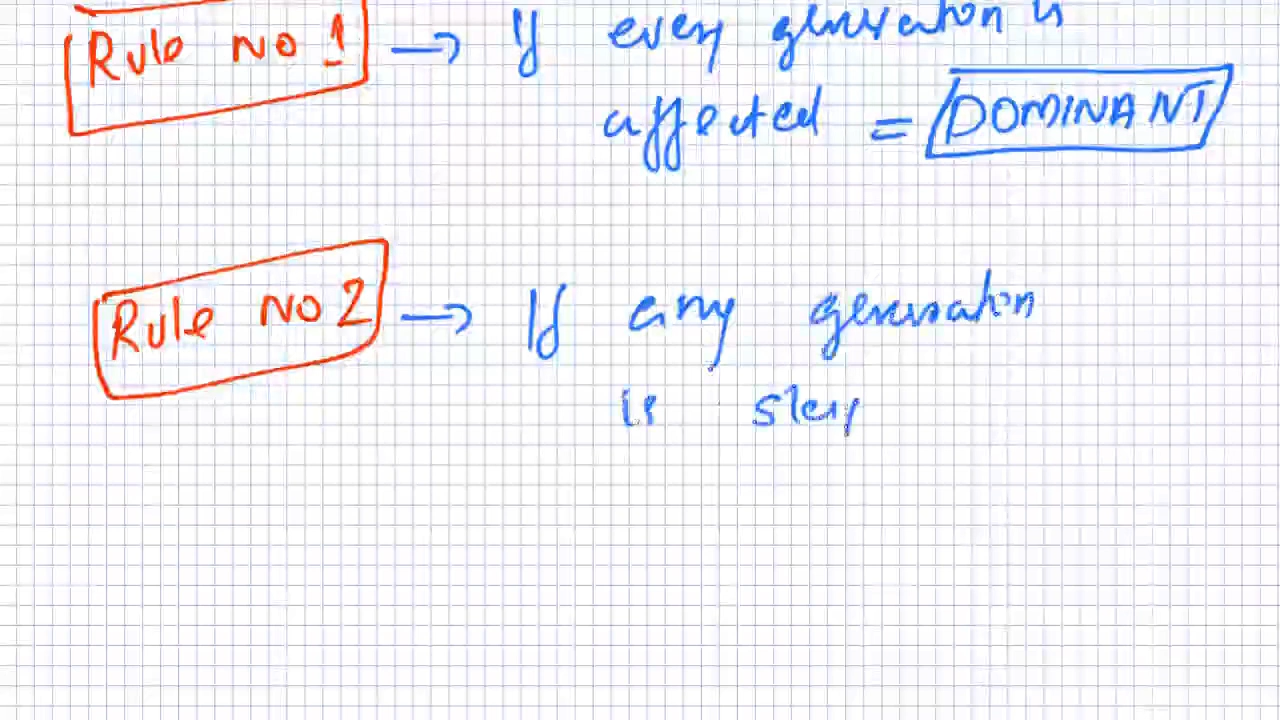 Rule No 1 → If every generation is
affected = DOMINANT
Rule No 2 → If any generation
is skip